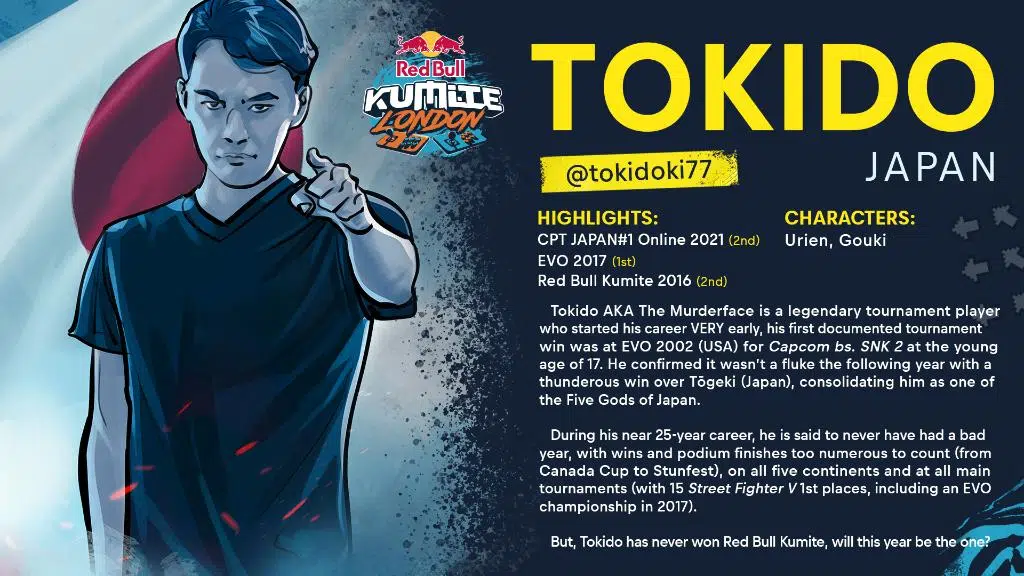 Red Bull
KUMITE
LONDON
TOKIDO
@tokidoki77
JAPAN
HIGHLIGHTS:
CPT JAPAN#1 Online 2021 (2nd)
EVO 2017 (1st)
Red Bull Kumite 2016 (2nd)
CHARACTERS:
Urien, Gouki
Tokido AKA The Murderface is a legendary tournament player
who started his career VERY early, his first documented tournament
win was at EVO 2002 (USA) for Capcom bs. SNK 2 at the young
age of 17. He confirmed it wasn't a fluke the following year with a
thunderous win over Tōgeki (Japan), consolidating him as one of
the Five Gods of Japan.
During his near 25-year career, he is said to never have had a bad
year, with wins and podium finishes too numerous to count (from
Canada Cup to Stunfest), on all five continents and at all main
tournaments (with 15 Street Fighter V 1st places, including an EVO
championship in 2017).
But, Tokido has never won Red Bull Kumite, will this year be the one?